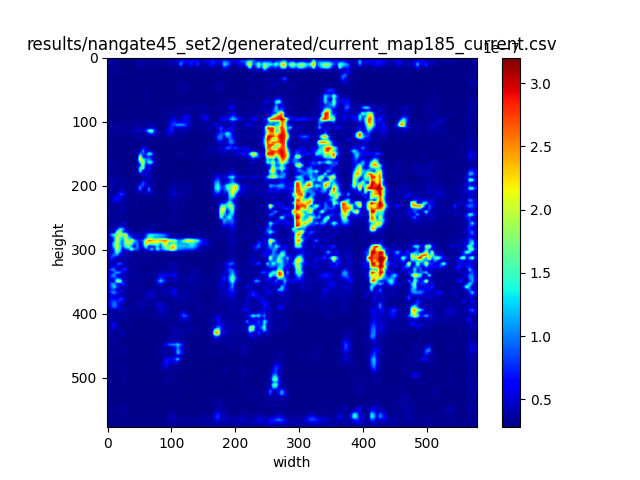 results/nangate45_set2/generated/current_map185_current.csv
1e−7
0
100
200
300
400
500
height
0 100 200 300 400 500
width
3.0
2.5
2.0
1.5
1.0
0.5